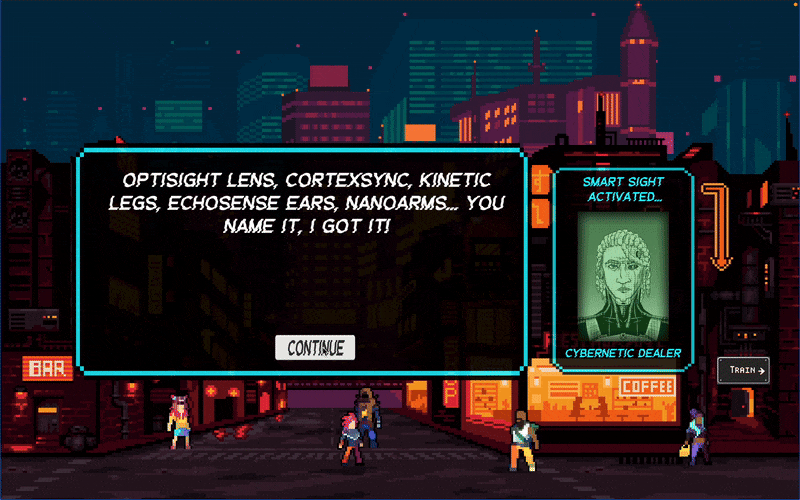 OPTISIGHT LENS, CORTEXSYNC, KINETIC
LEGS, ECHOSENSE EARS, NANOARMS... YOU
NAME IT, I GOT IT!
CONTINUE
SMART SIGHT
ACTIVATED...
CYBERNETIC DEALER
BAR
COFFEE
TRAIN